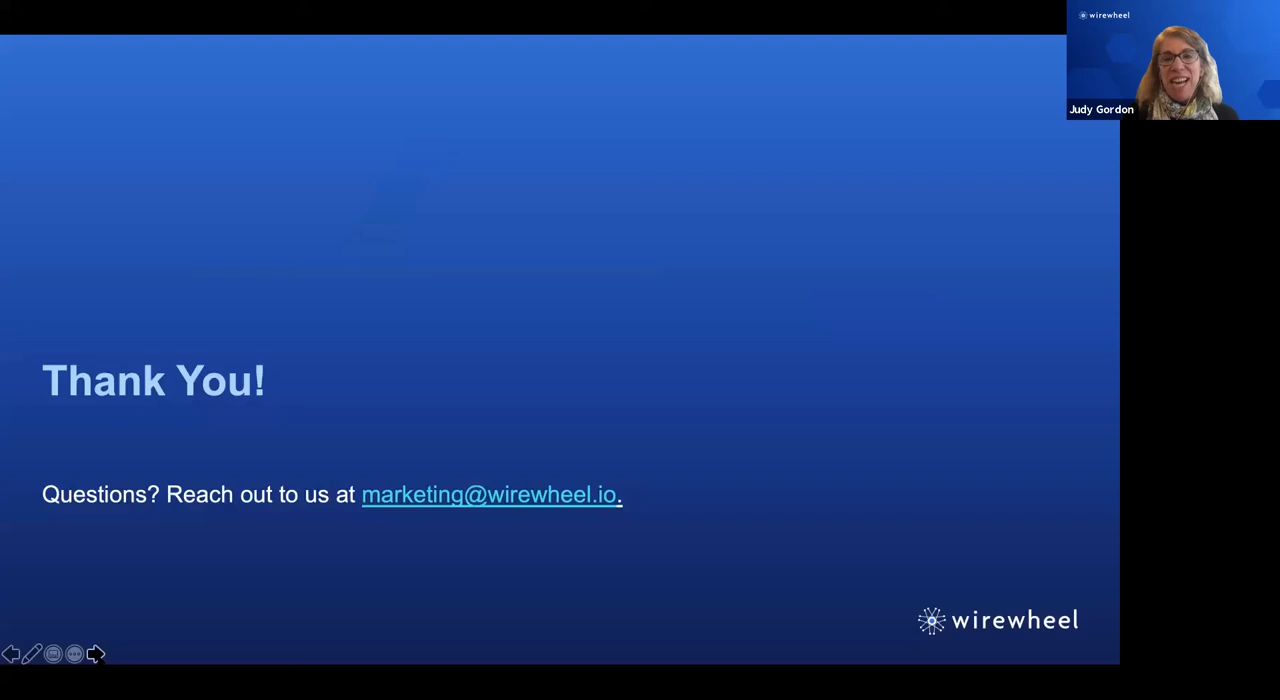 wirewheel
Judy Gordon
Thank You!
Questions? Reach out to us at marketing@wirewheel.io.
wirewheel